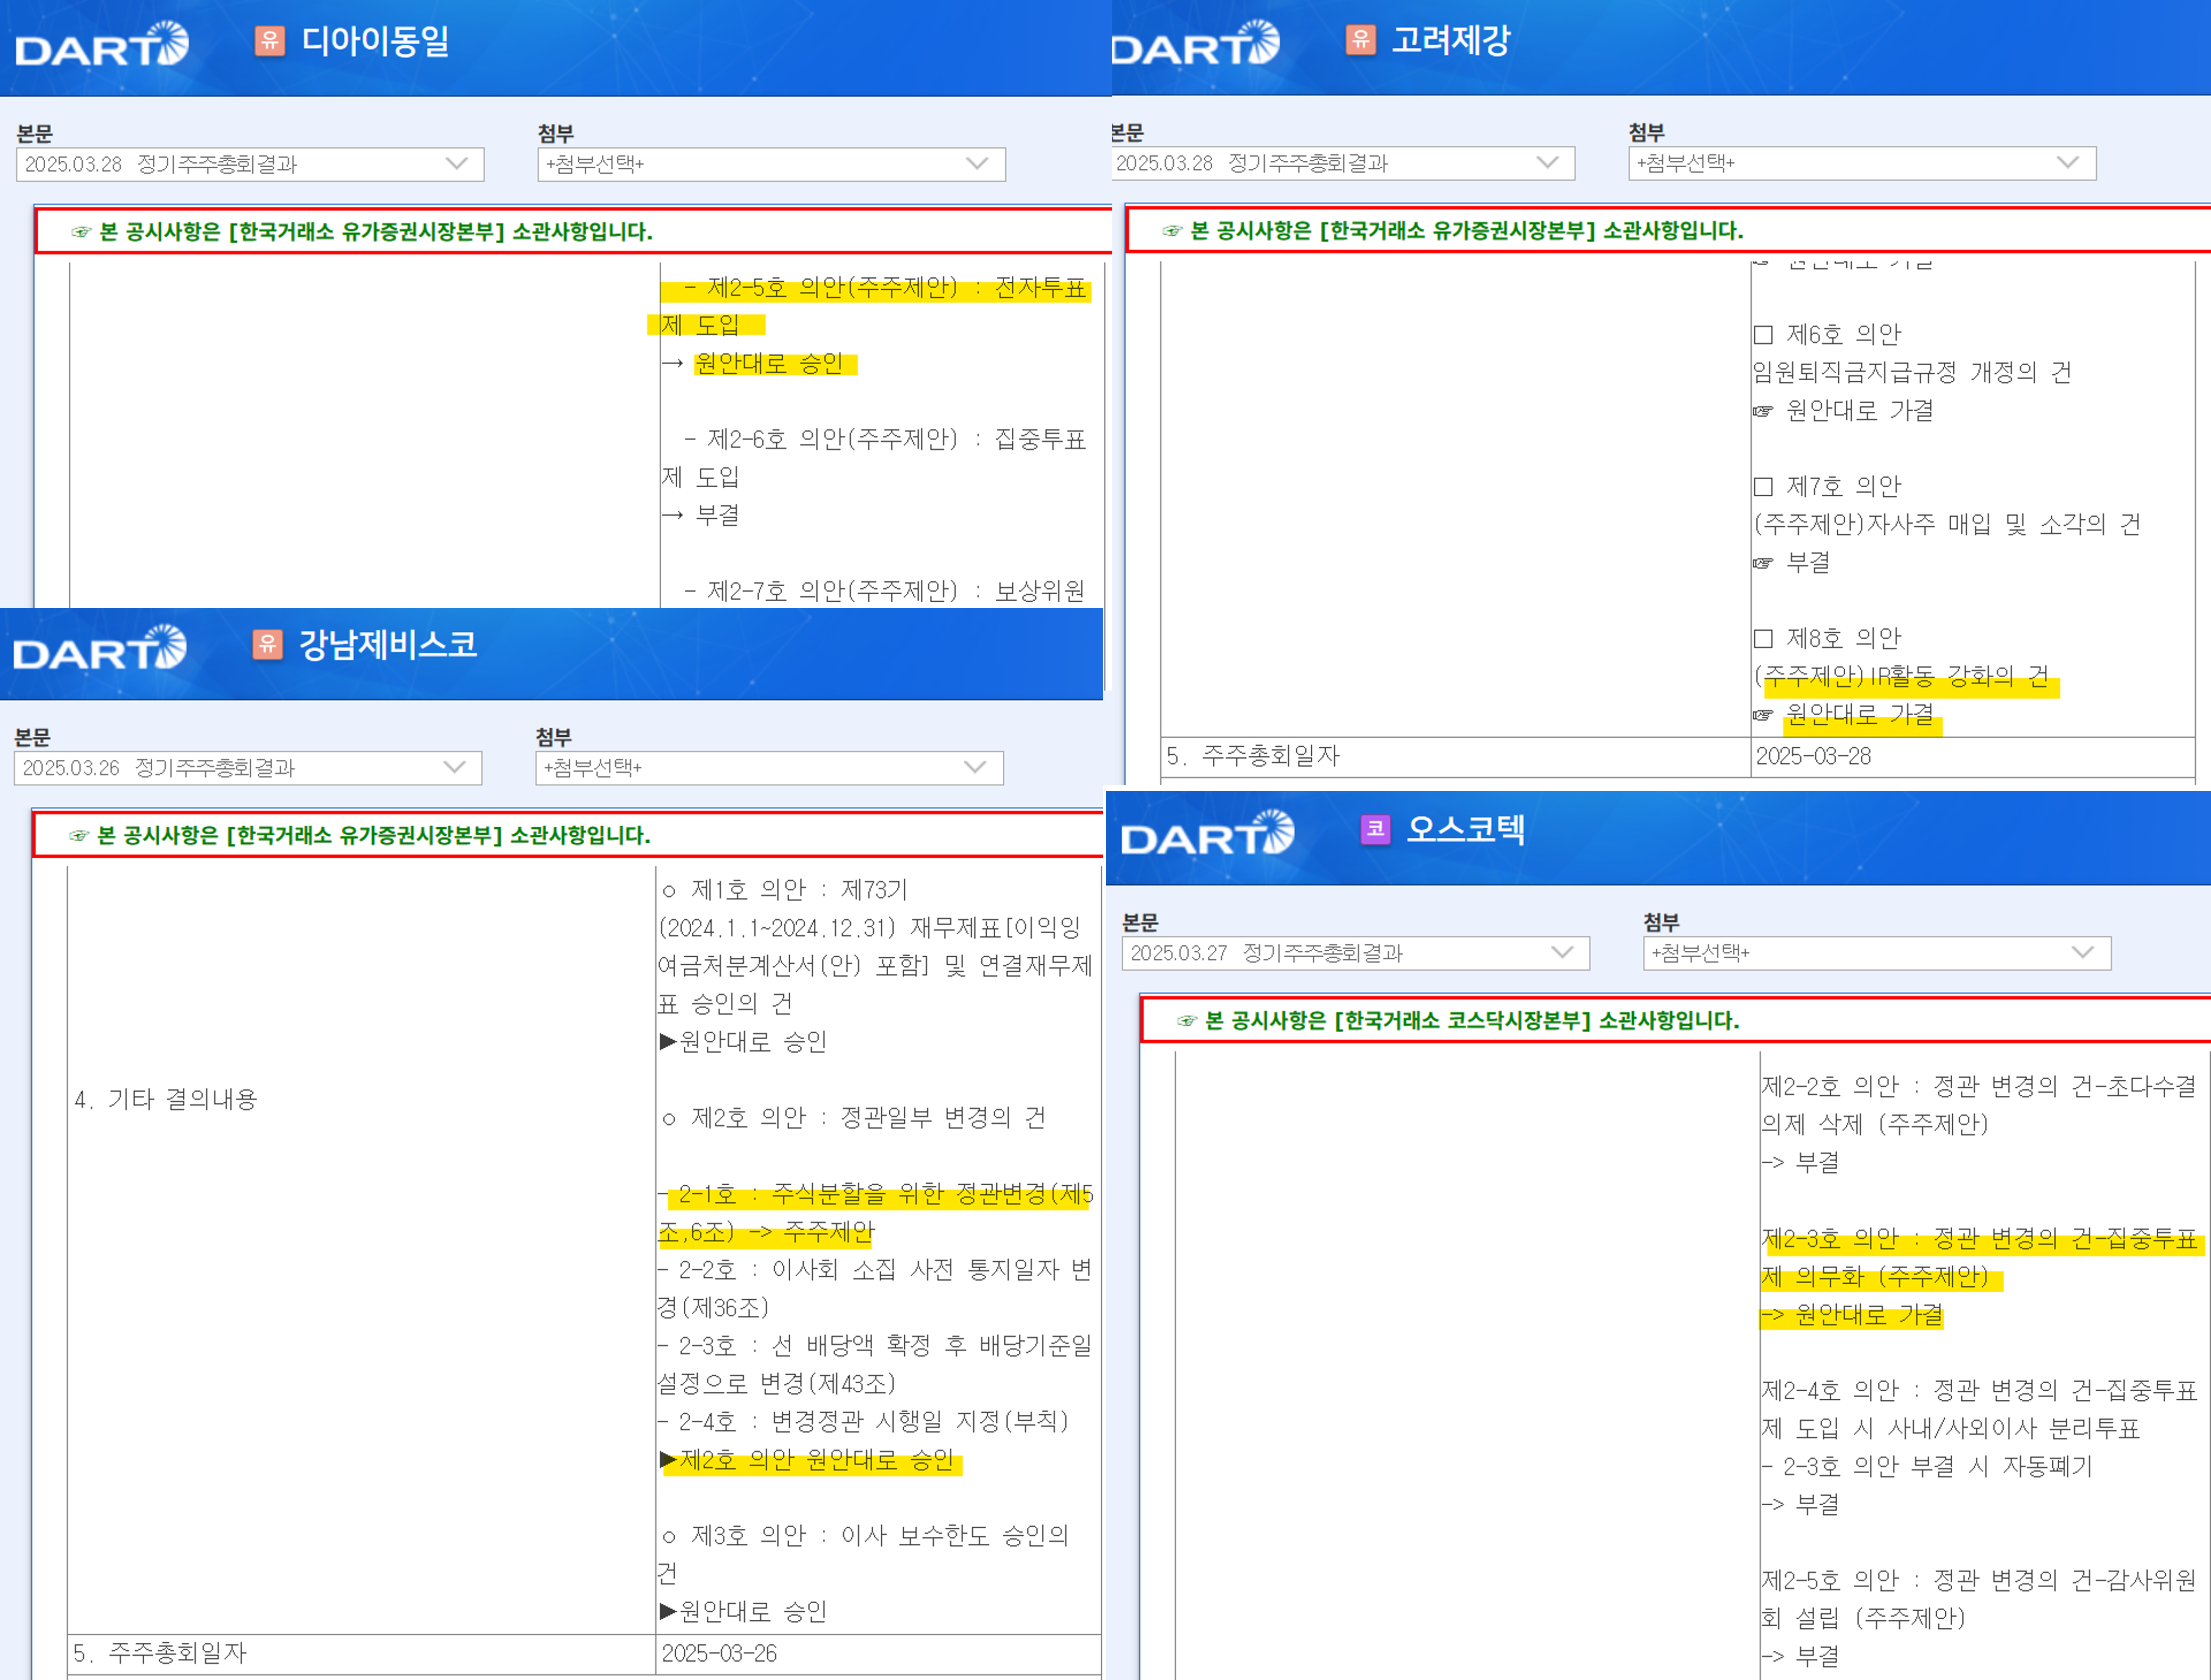 DART
유 디아이동일
본문
첨부
2025.03.28 정기주주총회결과
+첨부선택+
☞ 본 공시사항은 [한국거래소 유가증권시장본부] 소관사항입니다.
- 제2-5호 의안(주주제안) : 전자투표
제 도입
→ 원안대로 승인
- 제2-6호 의안(주주제안) : 집중투표
제 도입
→ 부결
- 제2-7호 의안(주주제안) : 보상위원
DART
유 고려제강
본문
첨부
2025.03.28 정기주주총회결과
+첨부선택+
☞ 본 공시사항은 [한국거래소 유가증권시장본부] 소관사항입니다.
☞ 원안대로 가결
□ 제6호 의안
임원퇴직금지급규정 개정의 건
☞ 원안대로 가결
□ 제7호 의안
(주주제안)자사주 매입 및 소각의 건
☞ 부결
□ 제8호 의안
(주주제안)IR활동 강화의 건
☞ 원안대로 가결
5. 주주총회일자
2025-03-28
DART
유 강남제비스코
본문
첨부
2025.03.26 정기주주총회결과
+첨부선택+
☞ 본 공시사항은 [한국거래소 유가증권시장본부] 소관사항입니다.
4. 기타 결의내용
○ 제1호 의안 : 제73기
(2024.1.1~2024.12.31) 재무제표[이익잉
여금처분계산서(안) 포함] 및 연결재무제
표 승인의 건
▶원안대로 승인
○ 제2호 의안 : 정관일부 변경의 건
- 2-1호 : 주식분할을 위한 정관변경(제5
조,6조) -> 주주제안
- 2-2호 : 이사회 소집 사전 통지일자 변
경(제36조)
- 2-3호 : 선 배당액 확정 후 배당기준일
설정으로 변경(제43조)
- 2-4호 : 변경정관 시행일 지정(부칙)
▶제2호 의안 원안대로 승인
○ 제3호 의안 : 이사 보수한도 승인의
건
▶원안대로 승인
5. 주주총회일자
2025-03-26
DART
코 오스코텍
본문
첨부
2025.03.27 정기주주총회결과
+첨부선택+
☞ 본 공시사항은 [한국거래소 코스닥시장본부] 소관사항입니다.
제2-2호 의안 : 정관 변경의 건-초다수결
의제 삭제 (주주제안)
-> 부결
제2-3호 의안 : 정관 변경의 건-집중투표
제 의무화 (주주제안)
-> 원안대로 가결
제2-4호 의안 : 정관 변경의 건-집중투표
제 도입 시 사내/사외이사 분리투표
- 2-3호 의안 부결 시 자동폐기
-> 부결
제2-5호 의안 : 정관 변경의 건-감사위원
회 설립 (주주제안)
-> 부결